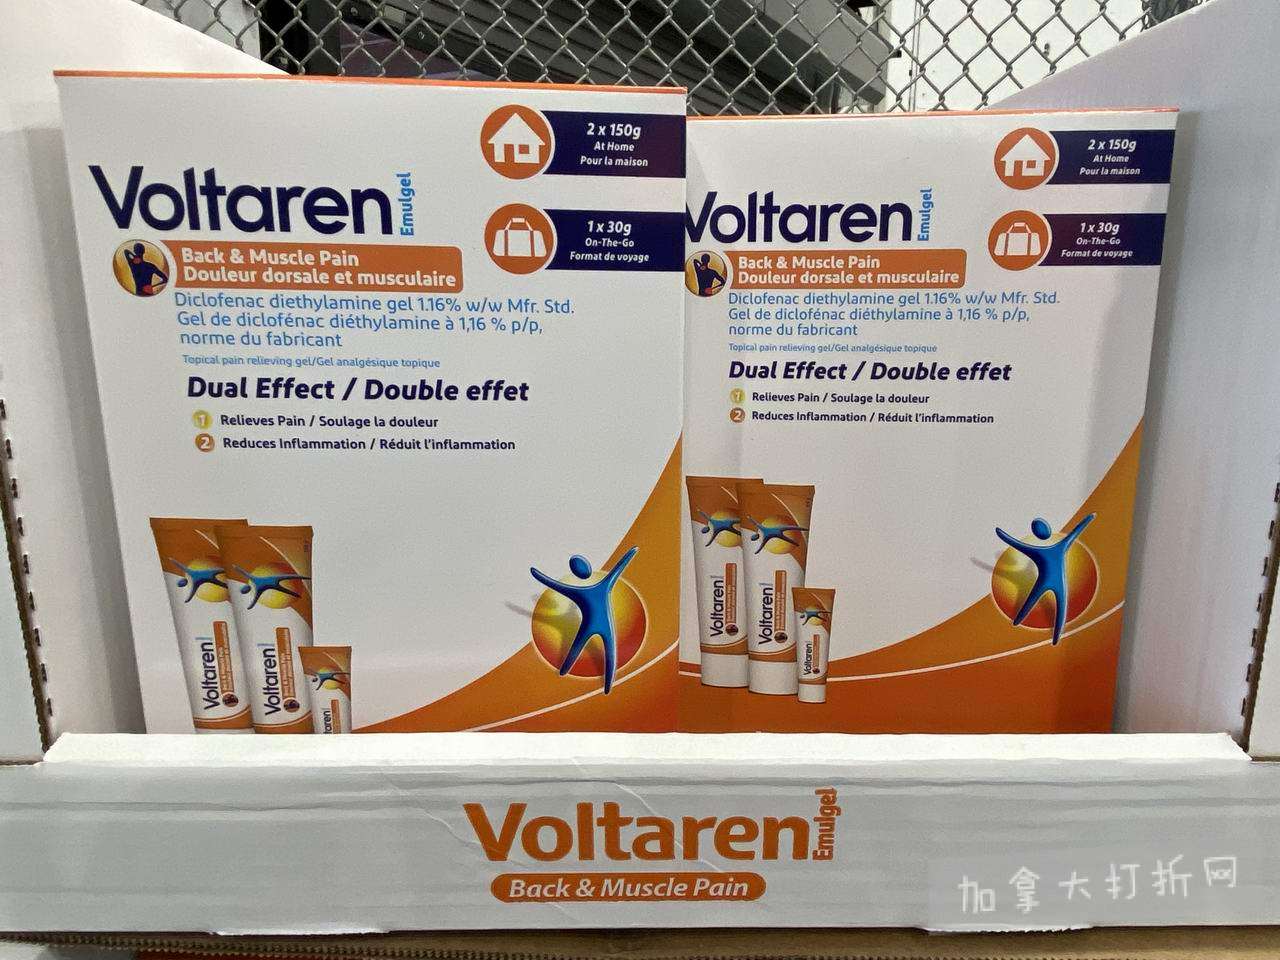 Voltaren
Emulgel
Back & Muscle Pain
Douleur dorsale et musculaire
Diclofenac diethylamine gel 1.16% w/w Mfr. Std.
Gel de diclofénac diéthylamine à 1,16 % p/p,
norme du fabricant
Topical pain relieving gel/Gel analgésique topique
Dual Effect / Double effet
1 Relieves Pain / Soulage la douleur
2 Reduces Inflammation / Réduit l'inflammation
2 x 150g
At Home
Pour la maison
1 x 30g
On-The-Go
Format de voyage
Voltaren
Voltaren
Voltaren
Emulgel
Back & Muscle Pain
Douleur dorsale et musculaire
Diclofenac diethylamine gel 1.16% w/w Mfr. Std.
Gel de diclofénac diéthylamine à 1,16 % p/p,
norme du fabricant
Topical pain relieving gel/Gel analgésique topique
Dual Effect / Double effet
1 Relieves Pain / Soulage la douleur
2 Reduces Inflammation / Réduit l'inflammation
2 x 150g
At Home
Pour la maison
1 x 30g
On-The-Go
Format de voyage
Voltaren
Voltaren
Voltaren
Voltaren
Emulgel
Back & Muscle Pain
加拿大打折网